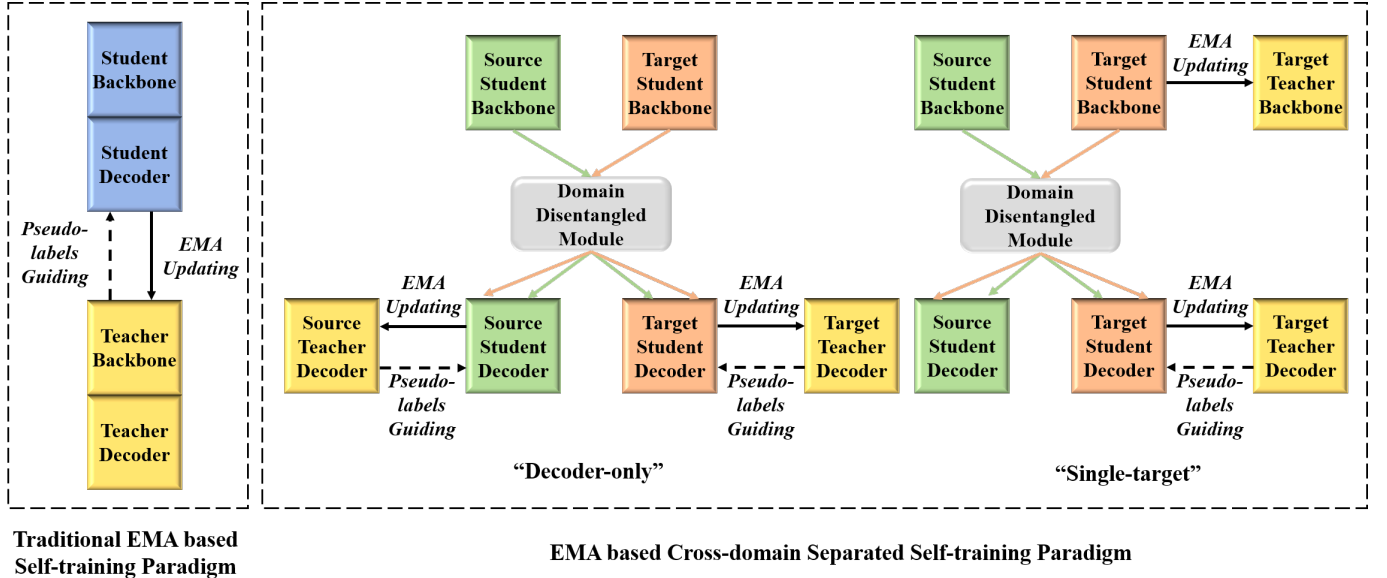 Student
Backbone
Student
Decoder
Pseudo-
labels
Guiding
EMA
Updating
Teacher
Backbone
Teacher
Decoder
Traditional EMA based
Self-training Paradigm
Source
Student
Backbone
Target
Student
Backbone
Domain
Disentangled
Module
EMA
Updating
EMA
Updating
Source
Teacher
Decoder
Source
Student
Decoder
Target
Student
Decoder
Target
Teacher
Decoder
Pseudo-
labels
Guiding
Pseudo-
labels
Guiding
“Decoder-only”
Source
Student
Backbone
Target
Student
Backbone
EMA
Updating
Target
Teacher
Backbone
Domain
Disentangled
Module
EMA
Updating
Source
Student
Decoder
Target
Student
Decoder
Target
Teacher
Decoder
Pseudo-
labels
Guiding
“Single-target”
EMA based Cross-domain Separated Self-training Paradigm